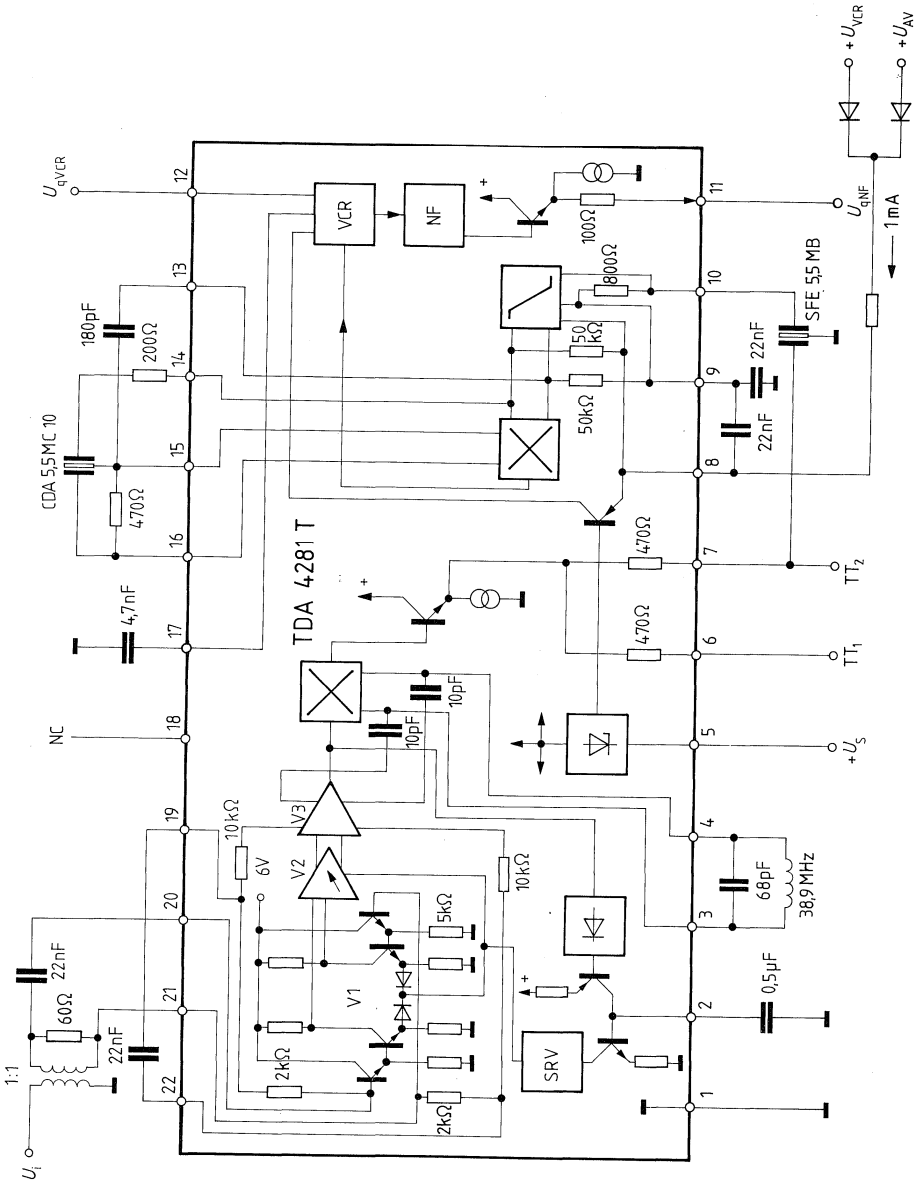 1:1
U_i
60Ω
22nF
22nF
CDA 5,5 MC 10
470Ω
200Ω
180pF
4,7nF
NC
U_qVCR
22
21
20
19
18
17
16
15
14
13
12
TDA 4281 T
2kΩ
2kΩ
V1
5kΩ
6V
10kΩ
10kΩ
V2
V3
10pF
10pF
+
+
+
SRV
470Ω
470Ω
50kΩ
50
kΩ
800Ω
VCR
NF
100Ω
1
2
3
4
5
6
7
8
9
10
11
0,5µF
68pF
38,9 MHz
+U_S
TT_1
TT_2
22nF
22nF
SFE 5,5 MB
U_qNF
1mA
+U_VCR
+U_AV